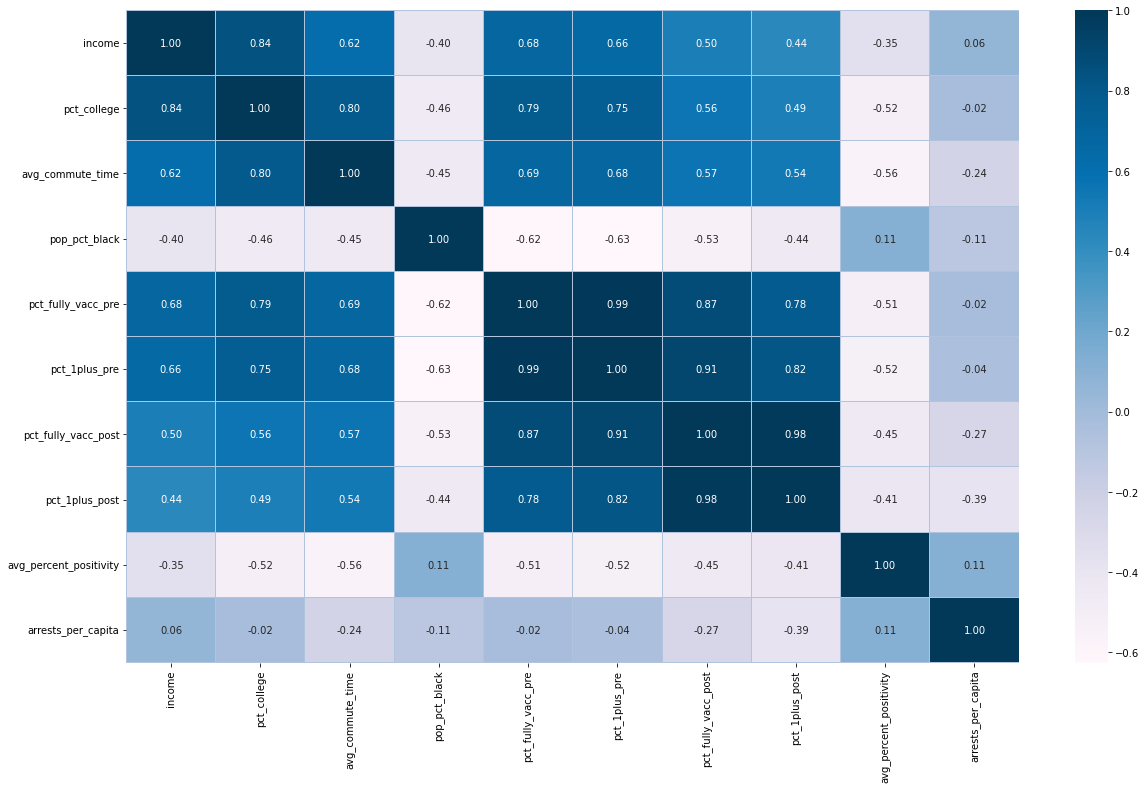 income 1.00 0.84 0.62 -0.40 0.68 0.66 0.50 0.44 -0.35 0.06
pct_college 0.84 1.00 0.80 -0.46 0.79 0.75 0.56 0.49 -0.52 -0.02
avg_commute_time 0.62 0.80 1.00 -0.45 0.69 0.68 0.57 0.54 -0.56 -0.24
pop_pct_black -0.40 -0.46 -0.45 1.00 -0.62 -0.63 -0.53 -0.44 0.11 -0.11
pct_fully_vacc_pre 0.68 0.79 0.69 -0.62 1.00 0.99 0.87 0.78 -0.51 -0.02
pct_1plus_pre 0.66 0.75 0.68 -0.63 0.99 1.00 0.91 0.82 -0.52 -0.04
pct_fully_vacc_post 0.50 0.56 0.57 -0.53 0.87 0.91 1.00 0.98 -0.45 -0.27
pct_1plus_post 0.44 0.49 0.54 -0.44 0.78 0.82 0.98 1.00 -0.41 -0.39
avg_percent_positivity -0.35 -0.52 -0.56 0.11 -0.51 -0.52 -0.45 -0.41 1.00 0.11
arrests_per_capita 0.06 -0.02 -0.24 -0.11 -0.02 -0.04 -0.27 -0.39 0.11 1.00
income
pct_college
avg_commute_time
pop_pct_black
pct_fully_vacc_pre
pct_1plus_pre
pct_fully_vacc_post
pct_1plus_post
avg_percent_positivity
arrests_per_capita
1.0
0.8
0.6
0.4
0.2
0.0
−0.2
−0.4
−0.6